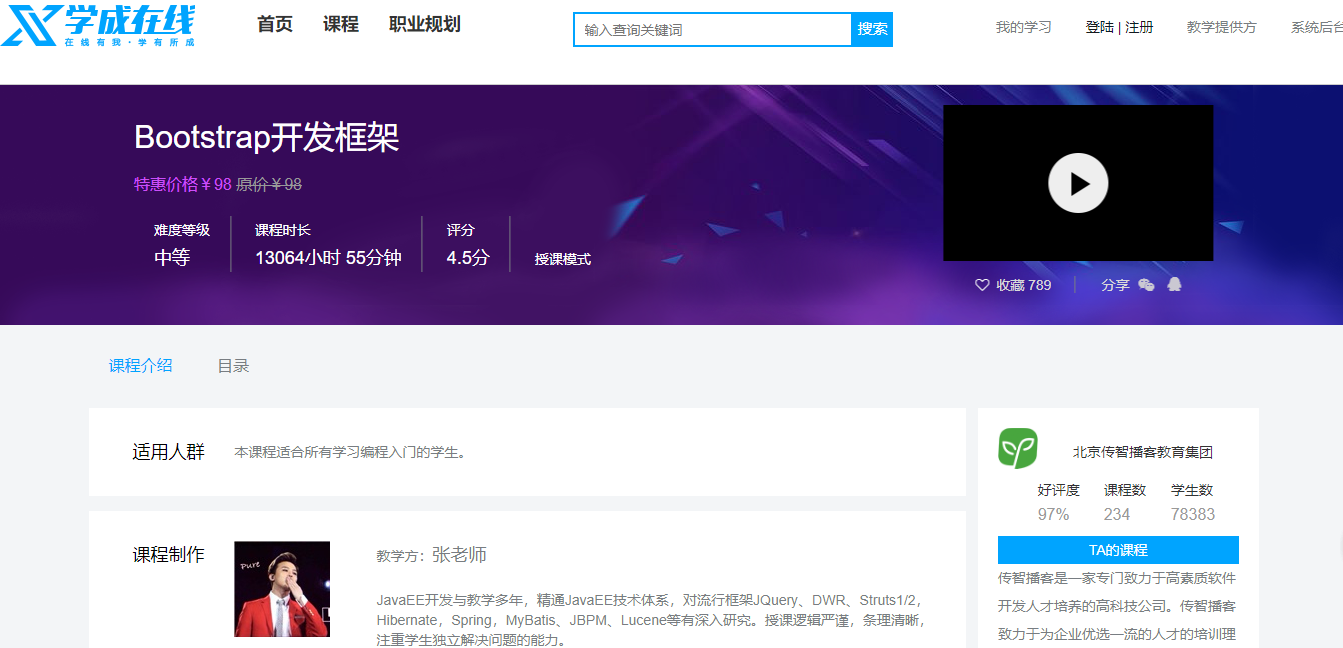 学成在线
在线有我·学有所成
首页 课程 职业规划
输入查询关键词 搜索
我的学习 登陆 | 注册 教学提供方 系统后台
Bootstrap开发框架
特惠价格￥98 原价￥98
难度等级 课程时长 评分
中等 13064小时 55分钟 4.5分 授课模式
收藏 789 分享
课程介绍 目录
适用人群 本课程适合所有学习编程入门的学生。
北京传智播客教育集团
好评度 课程数 学生数
97% 234 78383
TA的课程
传智播客是一家专门致力于高素质软件
开发人才培养的高科技公司。传智播客
致力于为企业优选一流的人才的培训理
课程制作
Pure
教学方：张老师
JavaEE开发与教学多年，精通JavaEE技术体系，对流行框架JQuery、DWR、Struts1/2，
Hibernate，Spring，MyBatis、JBPM、Lucene等有深入研究。授课逻辑严谨，条理清晰，
注重学生独立解决问题的能力。